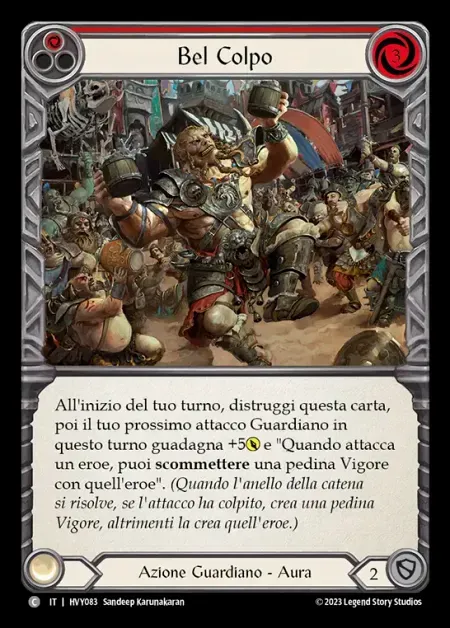 Bel Colpo
3
All'inizio del tuo turno, distruggi questa carta,
poi il tuo prossimo attacco Guardiano in
questo turno guadagna +5 e "Quando attacca
un eroe, puoi scommettere una pedina Vigore
con quell'eroe". (Quando l'anello della catena
si risolve, se l'attacco ha colpito, crea una pedina
Vigore, altrimenti la crea quell'eroe.)
Azione Guardiano - Aura
2
C IT | HVY083 Sandeep Karunakaran
© 2023 Legend Story Studios